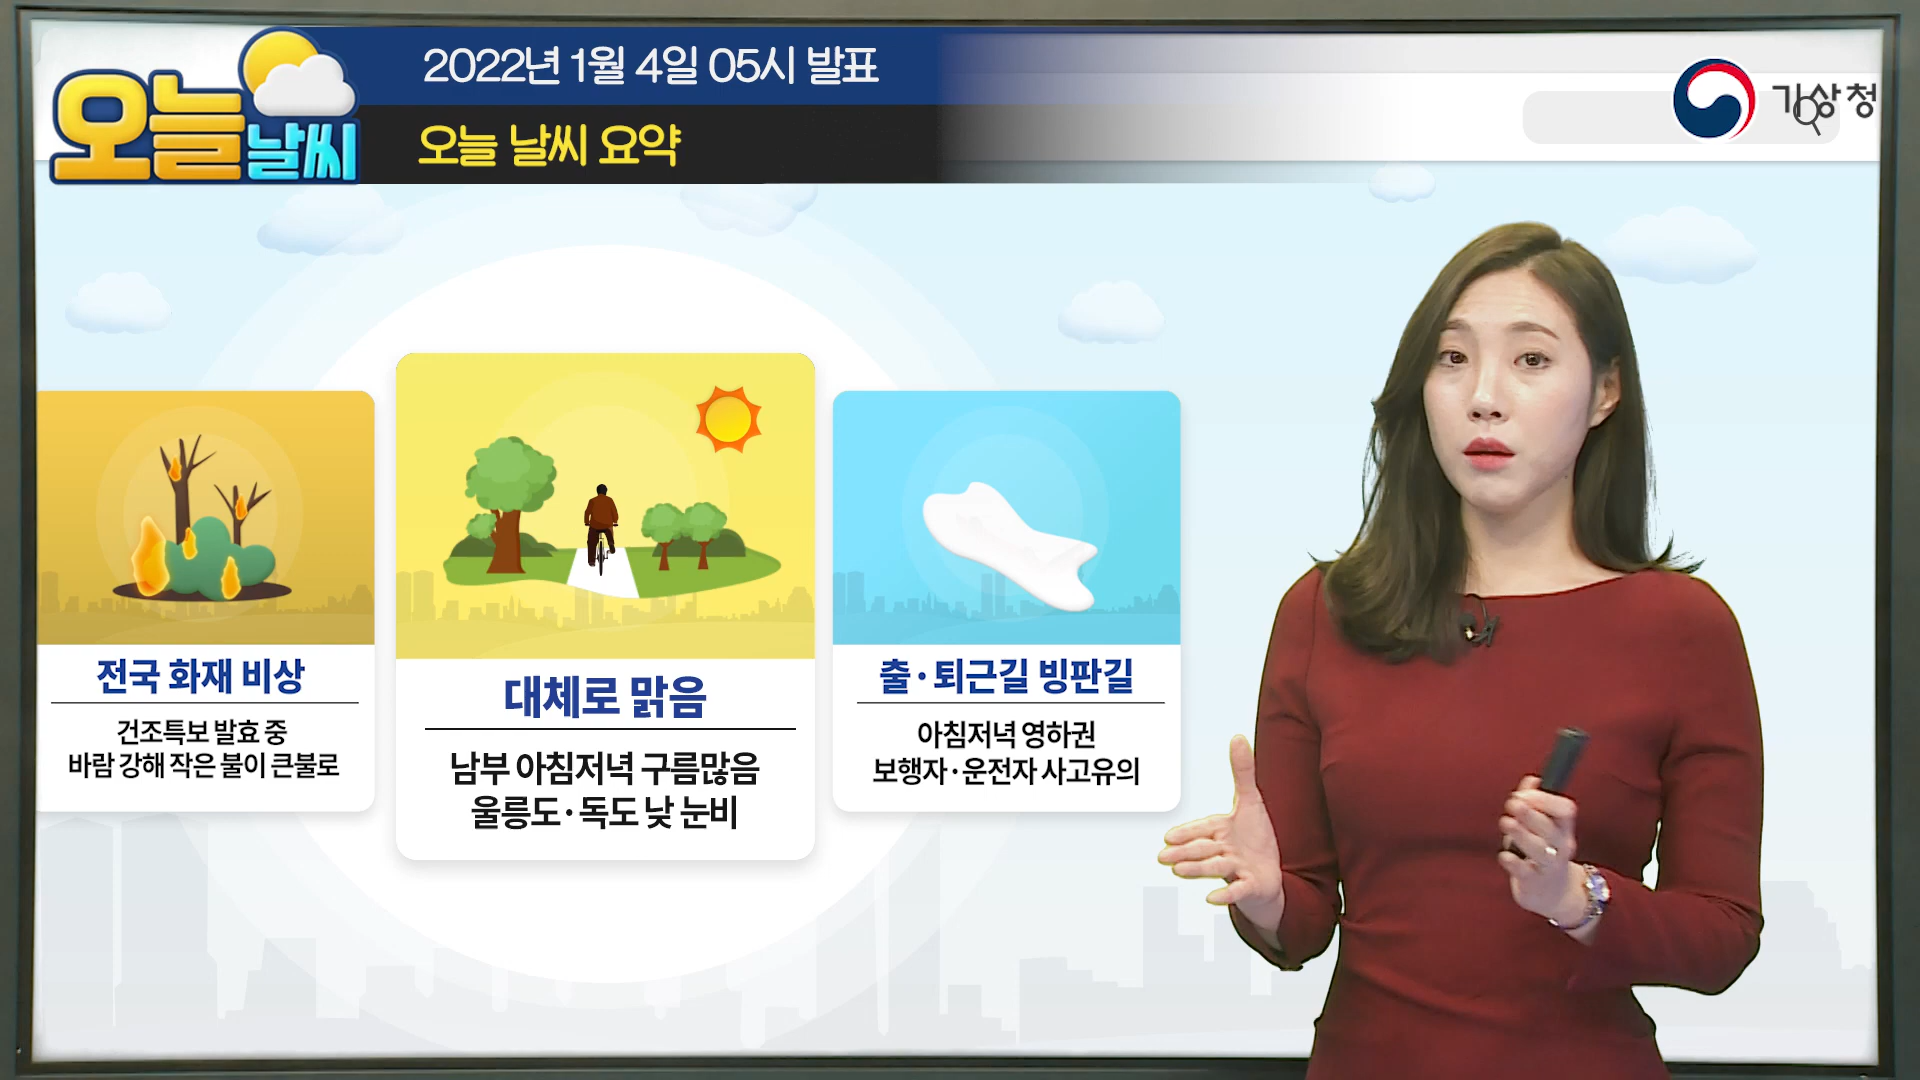 오늘날씨
2022년 1월 4일 05시 발표
오늘 날씨 요약
기상청
전국 화재 비상
건조특보 발효 중
바람 강해 작은 불이 큰불로
대체로 맑음
남부 아침저녁 구름많음
울릉도·독도 낮 눈비
출·퇴근길 빙판길
아침저녁 영하권
보행자·운전자 사고유의